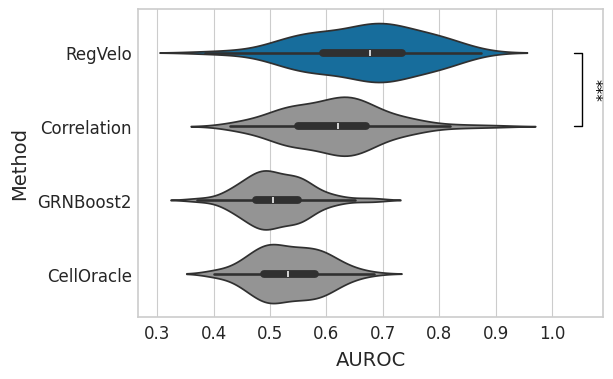 Method
RegVelo
Correlation
GRNBoost2
CellOracle
***
0.3 0.4 0.5 0.6 0.7 0.8 0.9 1.0
AUROC